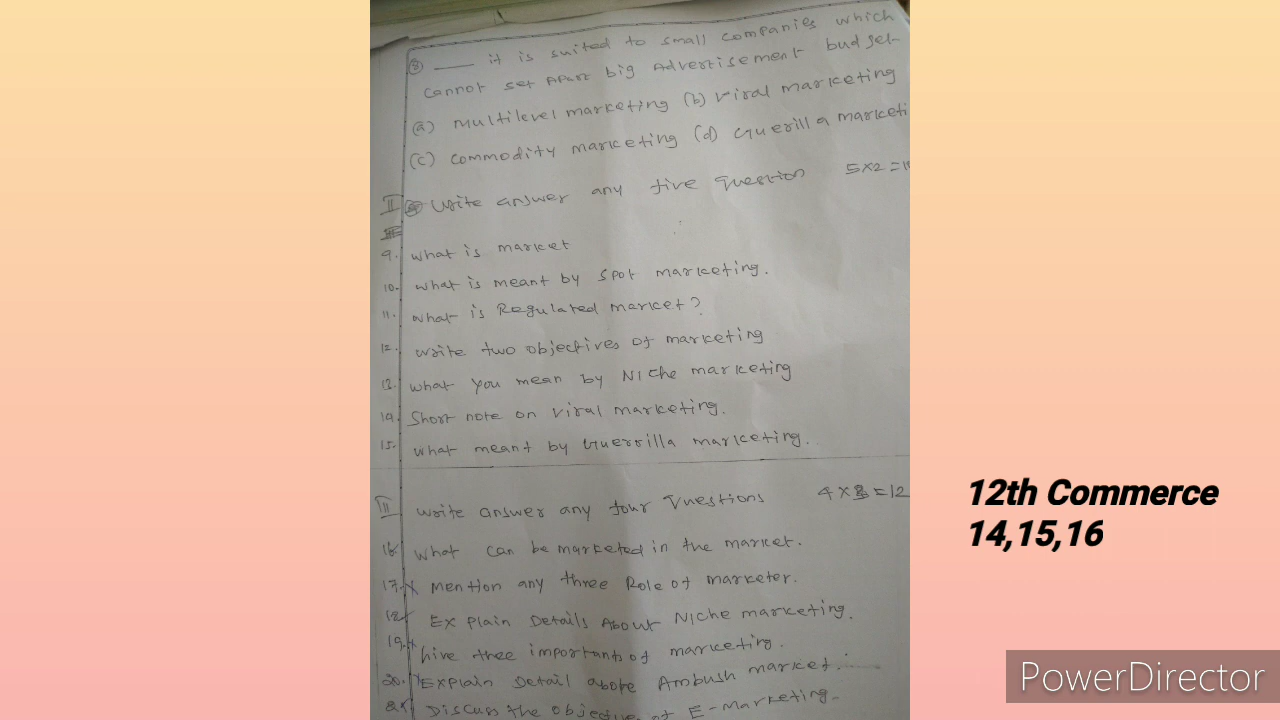 8 ___ it is suited to small companies which
cannot set Apart big Advertisement budget
(a) Multilevel marketing (b) Viral marketing
(c) Commodity marketing (d) Guerilla marketi
II Write answer any five question 5x2=10
9. What is market
10. What is meant by spot marketing.
11. What is Regulated market?
12. Write two objectives of marketing
13. What you mean by Niche marketing
14. Short note on viral marketing.
15. What meant by Guerrilla marketing.
III Write answer any four Questions 4x3=12
16. What can be marketed in the market.
17. Mention any three Role of marketer.
18. Explain Details About Niche marketing.
19. hive thee important of marketing.
20. Explain Detail above Ambush market.
21 Discuss the objective of E-marketing.
12th Commerce
14,15,16
PowerDirector